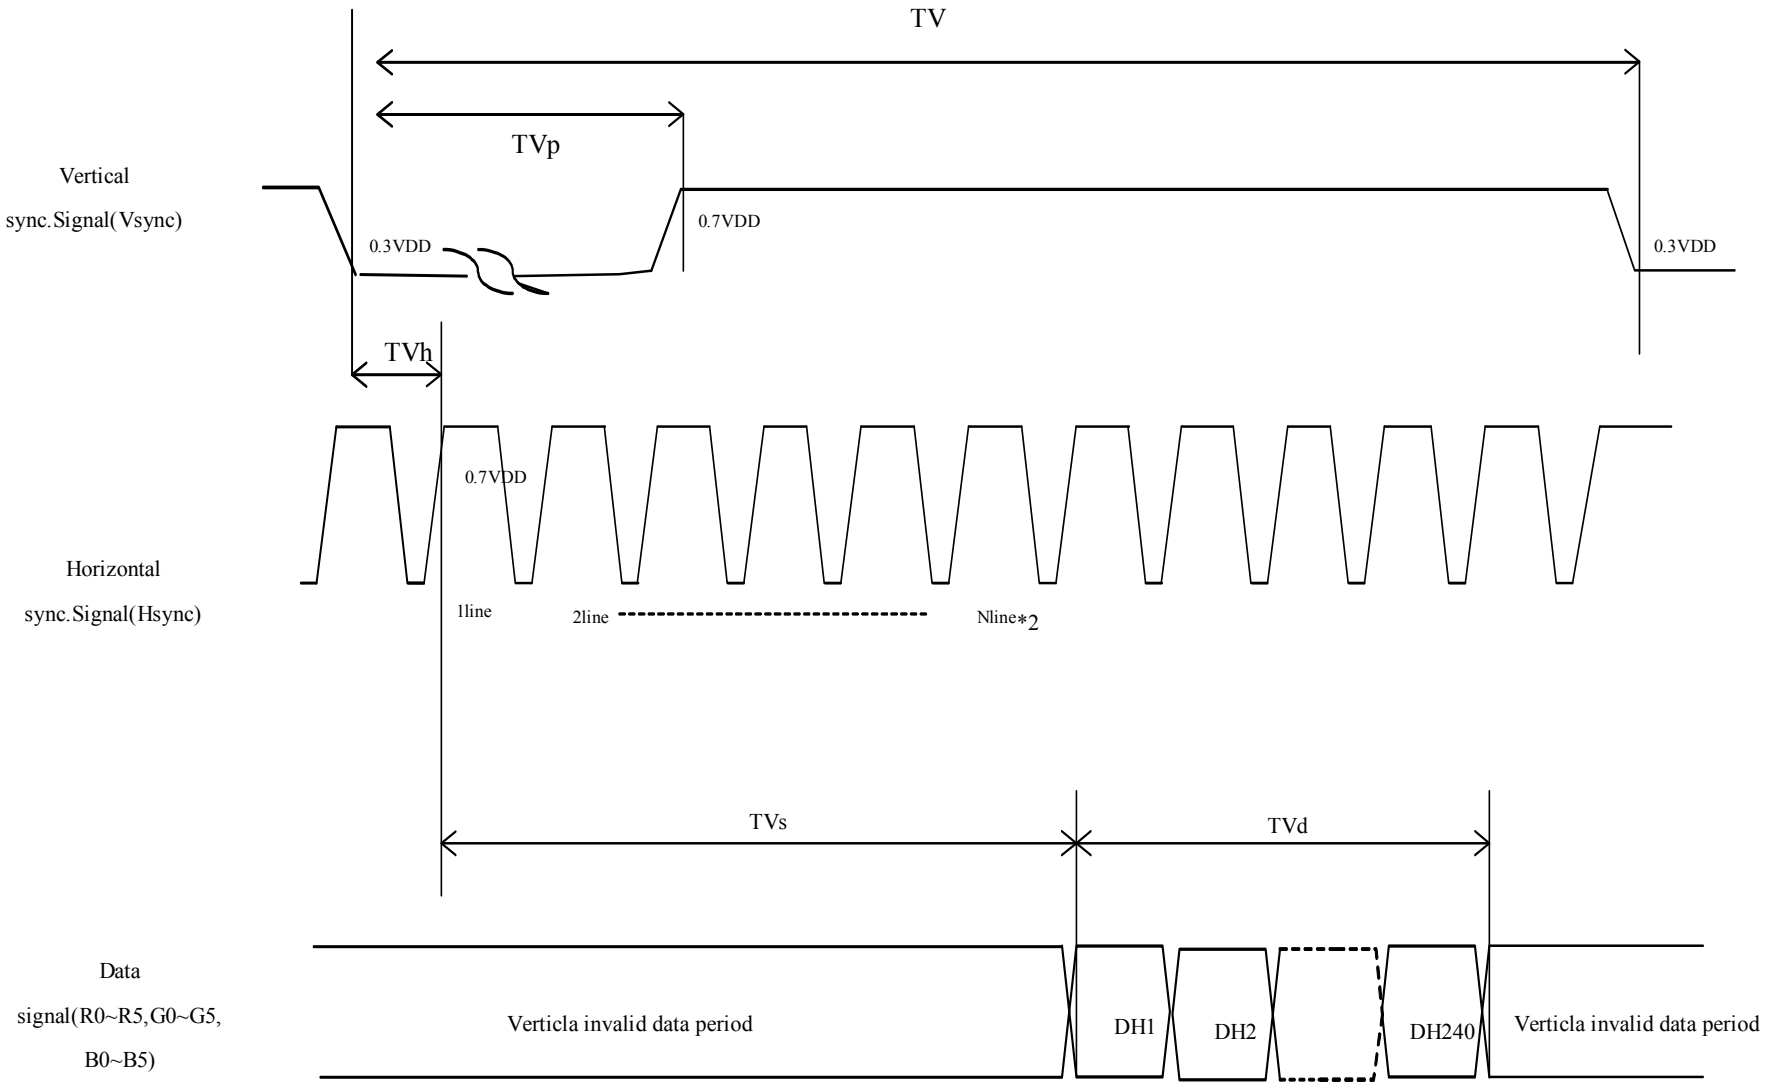 TV
TVp
Vertical
sync.Signal(Vsync)
0.7VDD
0.3VDD
0.3VDD
TVh
0.7VDD
Horizontal
sync.Signal(Hsync)
1line
2line
Nline*2
TVs
TVd
Data
signal(R0~R5,G0~G5,
B0~B5)
Verticla invalid data period
DH1
DH2
DH240
Verticla invalid data period